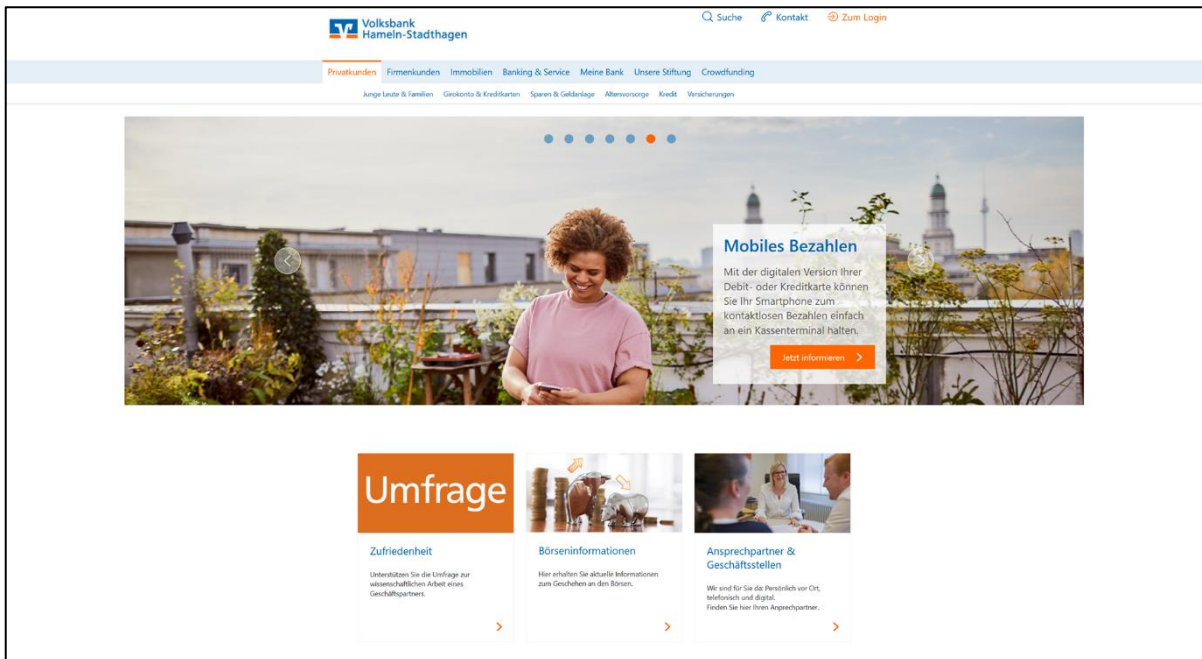 Volksbank
Hameln-Stadthagen
Suche Kontakt Zum Login
Privatkunden Firmenkunden Immobilien Banking & Service Meine Bank Unsere Stiftung Crowdfunding
Junge Leute & Familien Girokonto & Kreditkarten Sparen & Geldanlage Altersvorsorge Kredit Versicherungen
Mobiles Bezahlen
Mit der digitalen Version Ihrer
Debit- oder Kreditkarte können
Sie Ihr Smartphone zum
kontaktlosen Bezahlen einfach
an ein Kassenterminal halten.
Jetzt informieren
Umfrage
Zufriedenheit
Unterstützen Sie die Umfrage zur
wissenschaftlichen Arbeit eines
Geschäftspartners.
Börseninformationen
Hier erhalten Sie aktuelle Informationen
zum Geschehen an den Börsen.
Ansprechpartner &
Geschäftsstellen
Wir sind für Sie da: Persönlich vor Ort,
telefonisch und digital.
Finden Sie hier Ihren Anprechpartner.